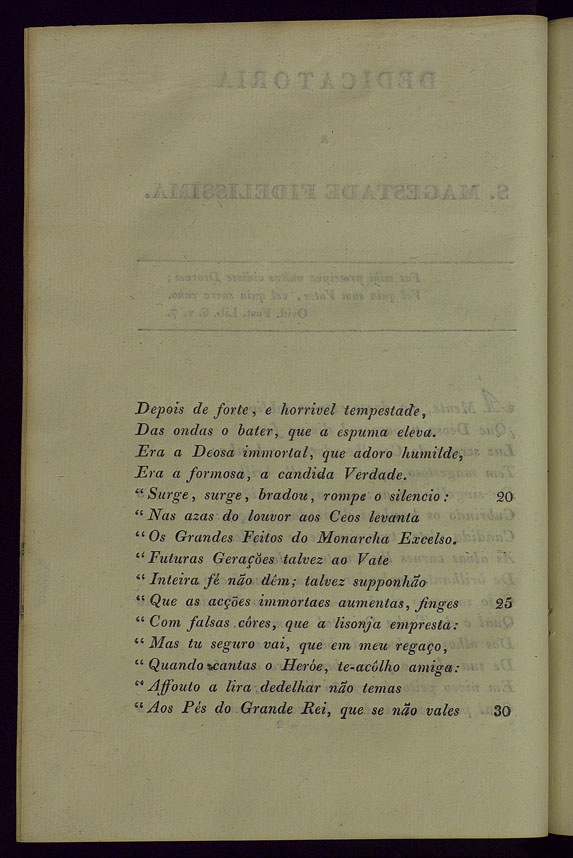 Depois de forte, e horrivel tempestade,
Das ondas o bater, que a espuma eleva.
Era a Deosa immortal, que adoro humilde,
Era a formosa, a candida Verdade.
“Surge, surge, bradou, rompe o silencio: 20
“Nas azas do louvor aos Ceos levanta
“Os Grandes Feitos do Monarcha Excelso.
“Futuras Gerações talvez ao Vate
“Inteira fé não dêm; talvez supponhão
“Que as acções immortaes aumentas, finges 25
“Com falsas côres, que a lisonja empresta:
“Mas tu seguro vai, que em meu regaço,
“Quando cantas o Heróe, te-acôlho amiga:
“Affouto a lira dedelhar não temas
“Aos Pés do Grande Rei, que se não vales 30